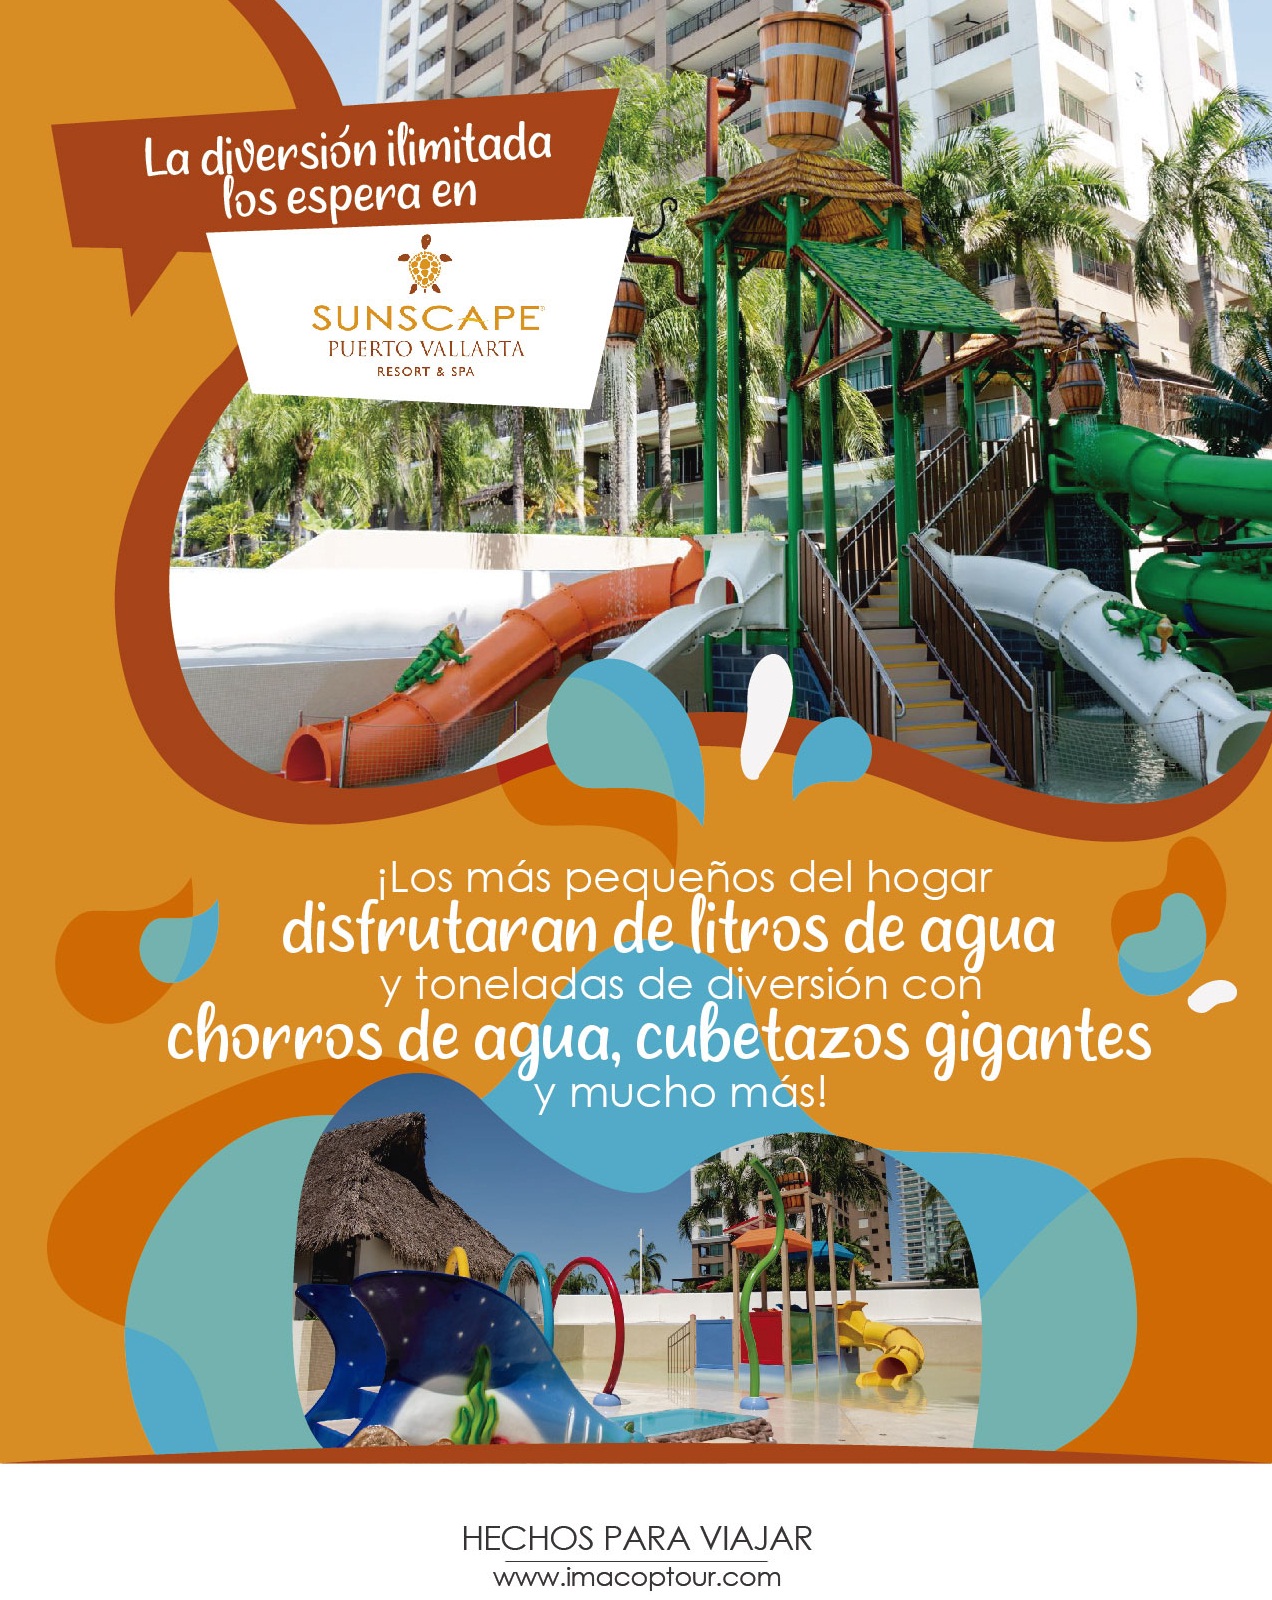 La diversión ilimitada
los espera en
SUNSCAPE®
PUERTO VALLARTA
RESORT & SPA
¡Los más pequeños del hogar
disfrutaran de litros de agua
y toneladas de diversión con
chorros de agua, cubetazos gigantes
y mucho más!
HECHOS PARA VIAJAR
www.imacoptour.com